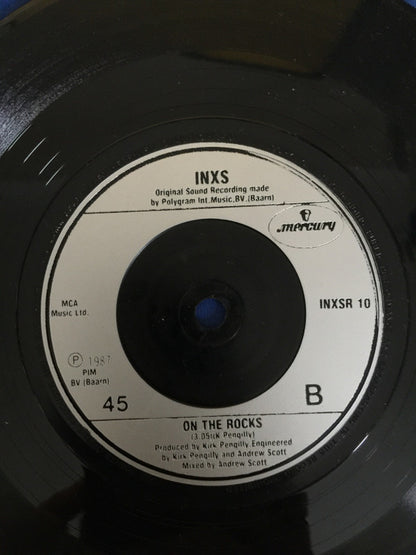 INXS
Original Sound Recording made
by Polygram Int.Music.BV.(Baarn)
mercury
MCA
Music Ltd.
INXSR 10
P 1987
PIM
BV (Baarn)
45
B
ON THE ROCKS
(3.05)(K Pengilly)
Produced by Kirk Pengilly.Engineered
by Kirk Pengilly and Andrew Scott
Mixed by Andrew Scott